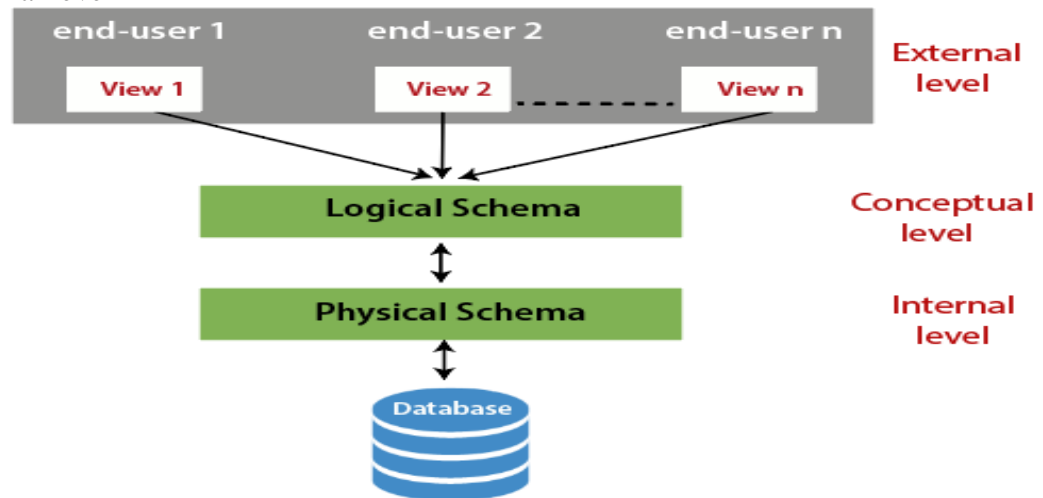 end-user 1 end-user 2 end-user n
View 1 View 2 View n
External
level
Logical Schema
Conceptual
level
Physical Schema
Internal
level
Database